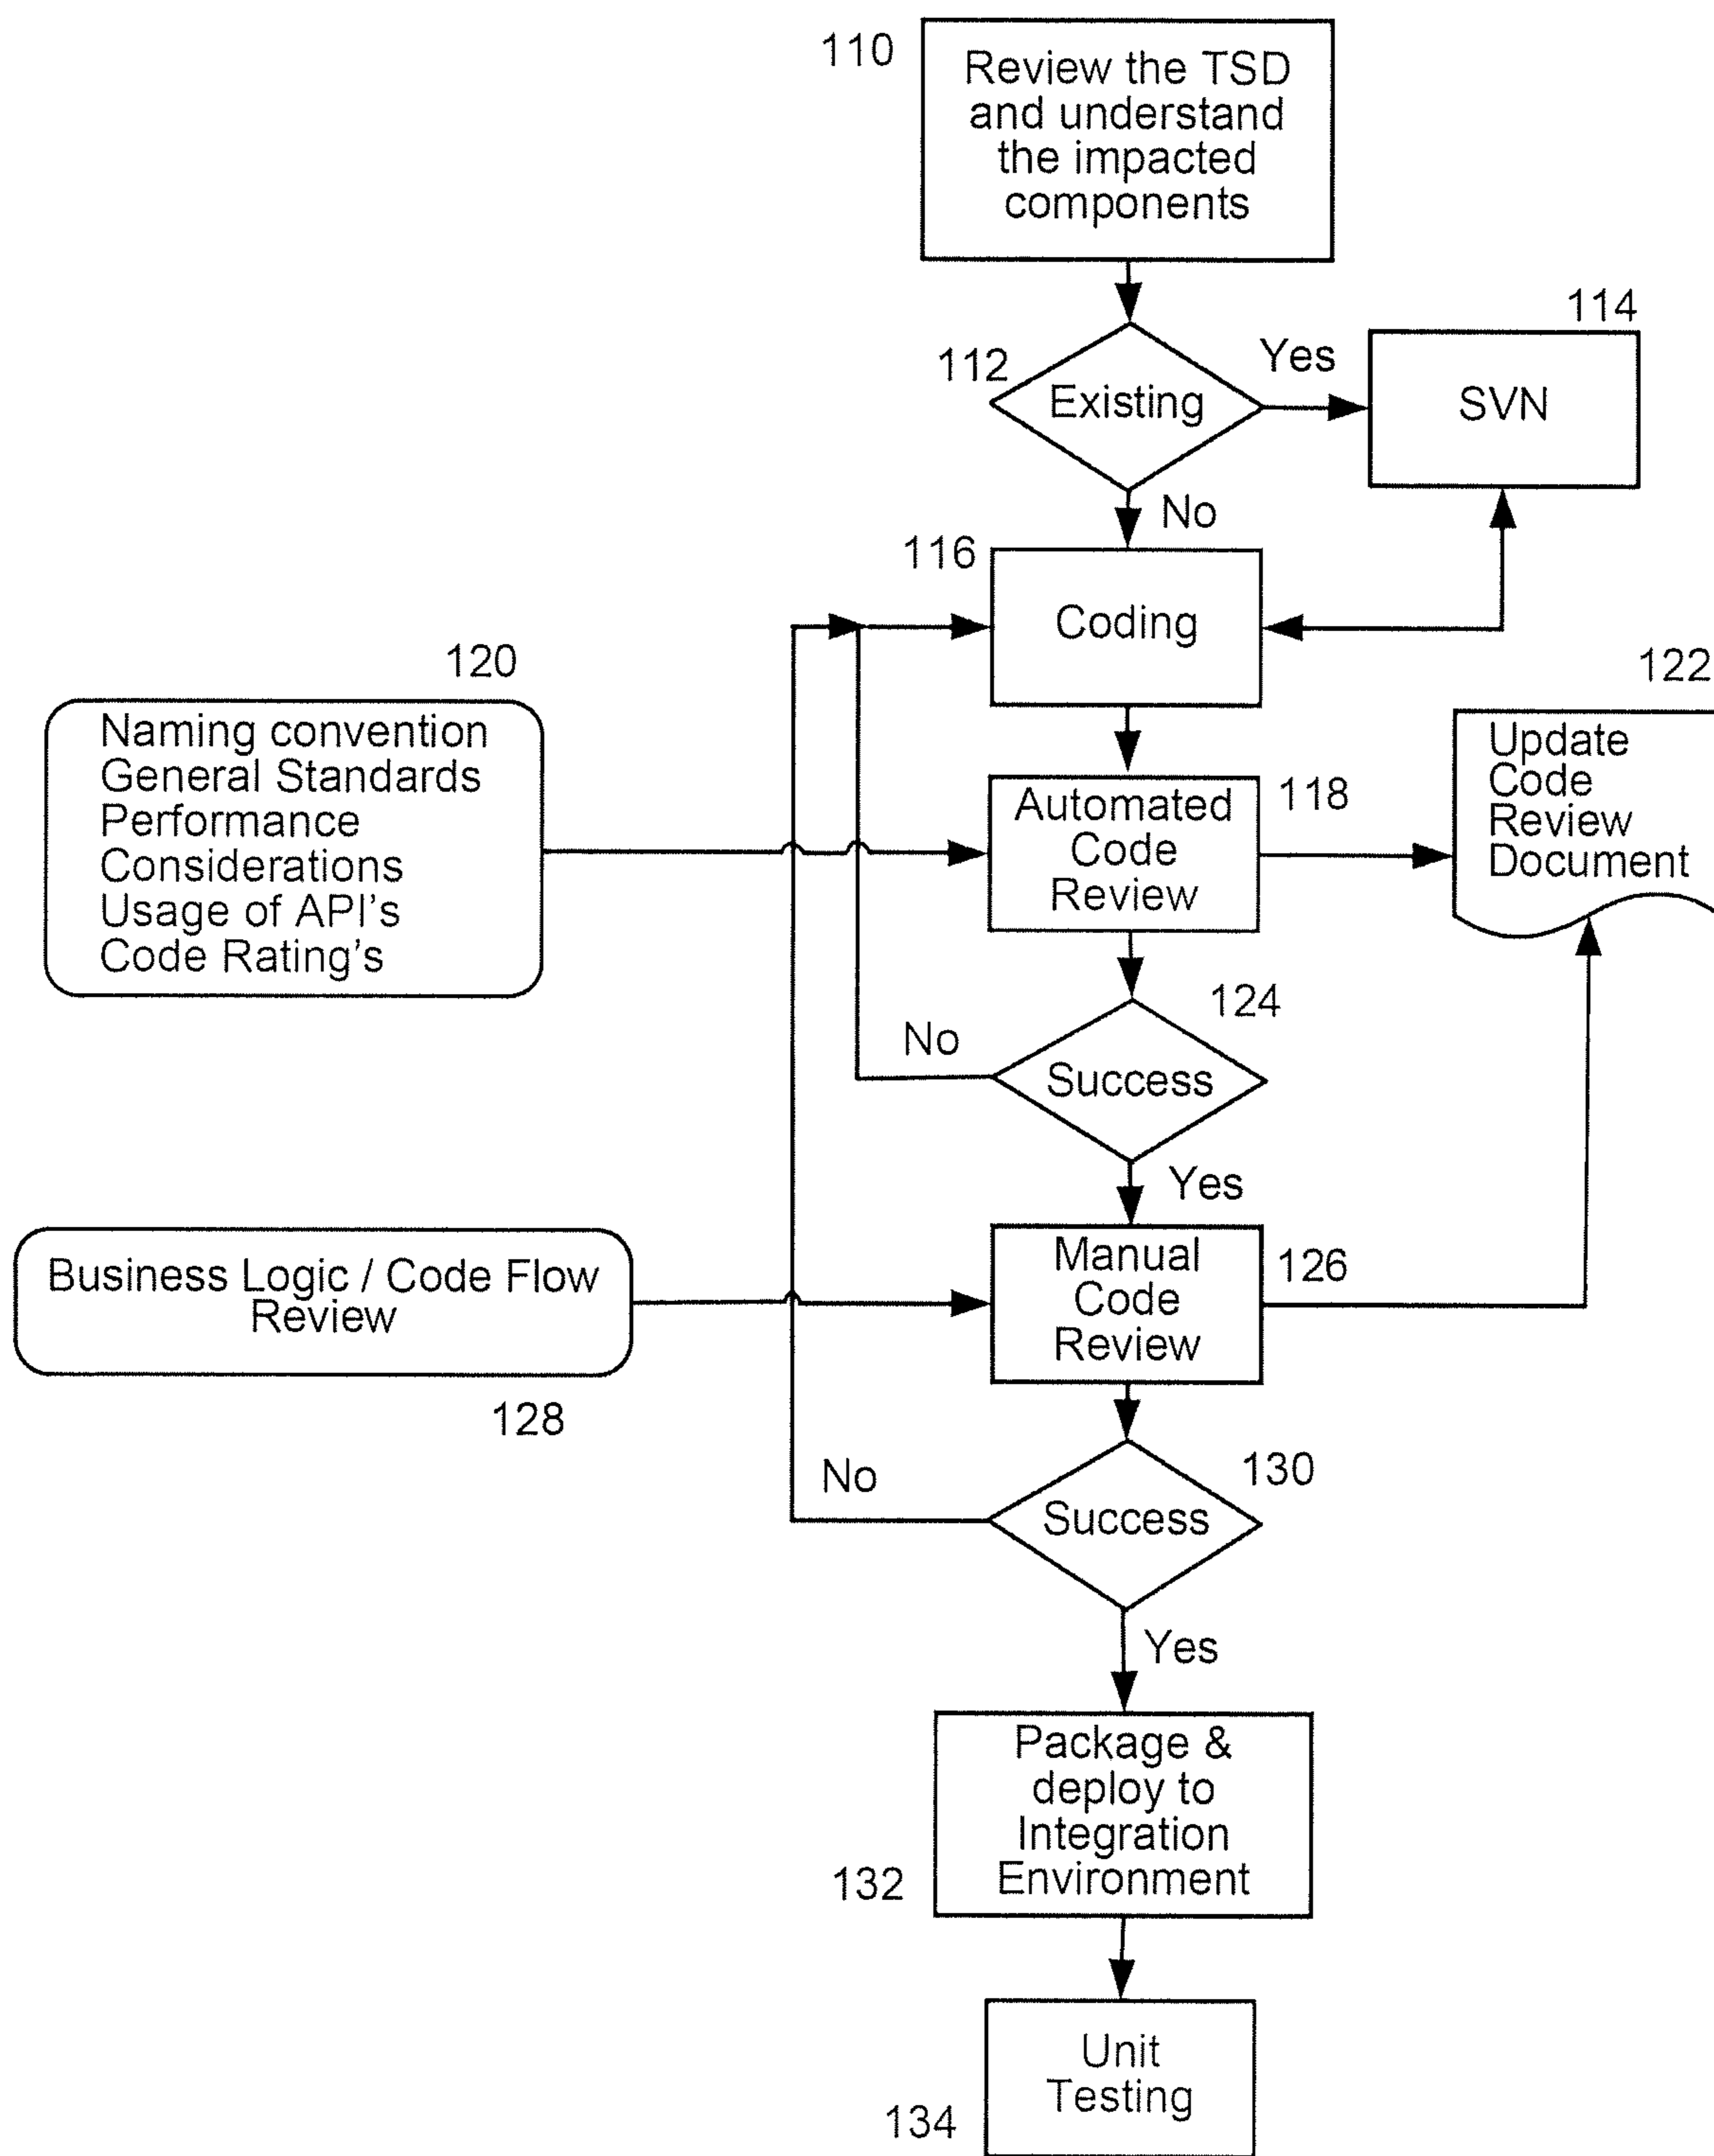 110
Review the TSD
and understand
the impacted
components
114
112
Existing
Yes
SVN
No
116
Coding
120
Naming convention
General Standards
Performance
Considerations
Usage of API's
Code Rating's
122
Update
Code
Review
Document
118
Automated
Code
Review
124
No
Success
Yes
Business Logic / Code Flow
Review
128
Manual
Code
Review
126
130
No
Success
Yes
Package &
deploy to
Integration
Environment
132
Unit
Testing
134